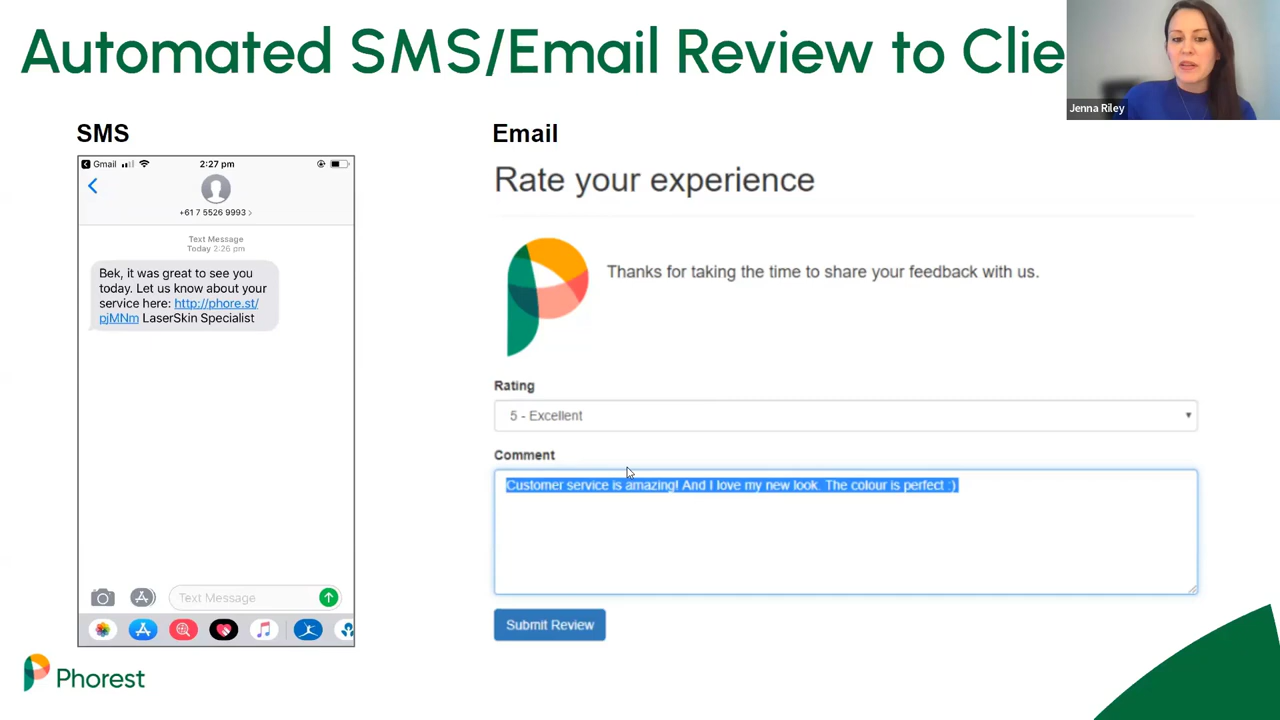 Automated SMS/Email Review to Clie
Jenna Riley
SMS
Email
Gmail
2:27 pm
+61 7 5526 9993 >
Text Message
Today 2:26 pm
Bek, it was great to see you
today. Let us know about your
service here: http://phore.st/
pjMNm LaserSkin Specialist
Text Message
Rate your experience
Thanks for taking the time to share your feedback with us.
Rating
5 - Excellent
Comment
Customer service is amazing! And I love my new look. The colour is perfect :)
Submit Review
Phorest